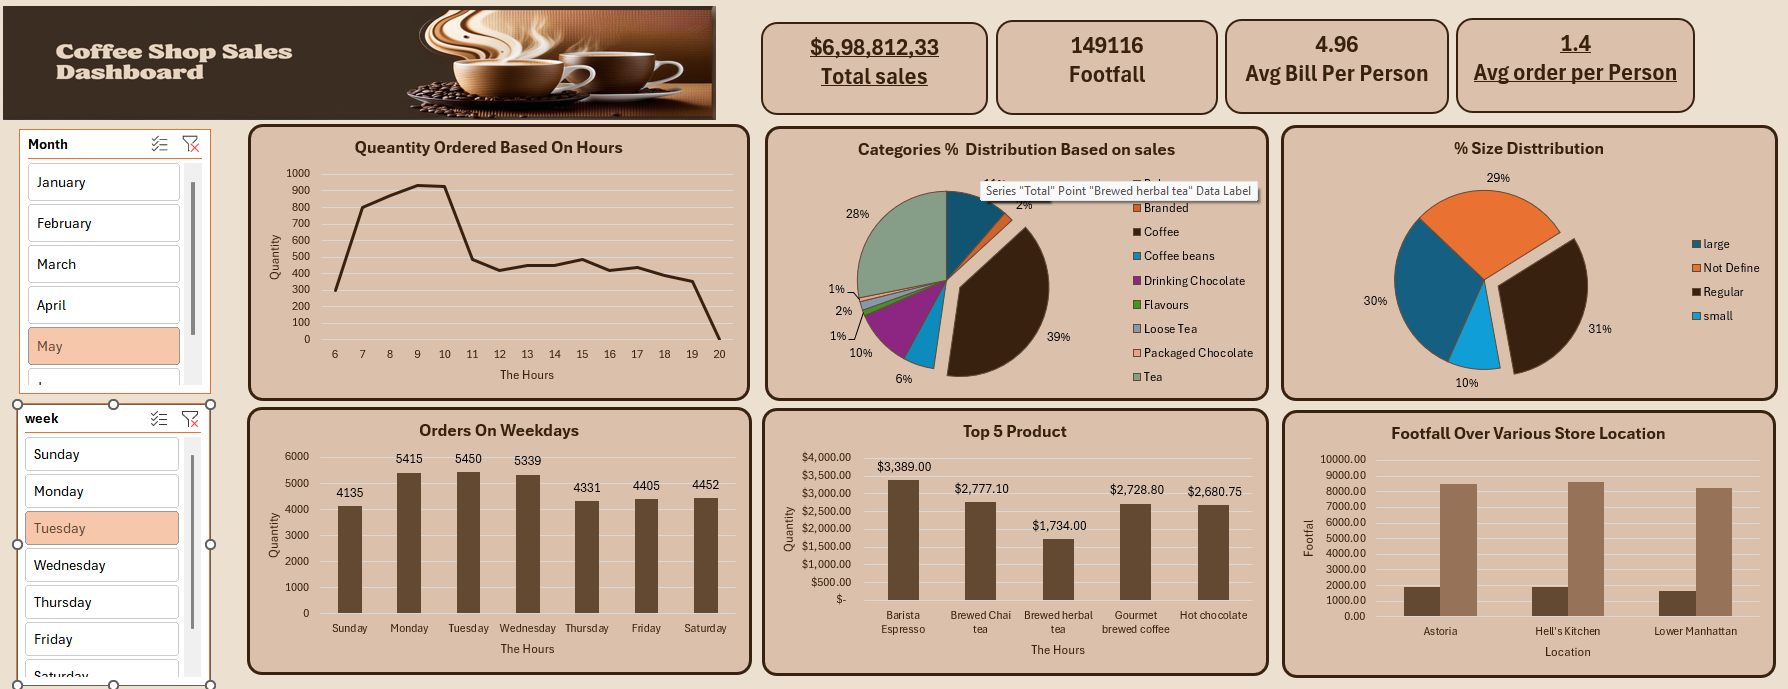 Coffee Shop Sales
Dashboard
$6,98,812,33
Total sales
149116
Footfall
4.96
Avg Bill Per Person
1.4
Avg order per Person
Month
January
February
March
April
May
week
Sunday
Monday
Tuesday
Wednesday
Thursday
Friday
Saturday
Queantity Ordered Based On Hours
1000
900
800
700
600
500
400
300
200
100
0
Quantity
6 7 8 9 10 11 12 13 14 15 16 17 18 19 20
The Hours
Categories % Distribution Based on sales
Series "Total" Point "Brewed herbal tea" Data Label
11%
2%
28%
1%
2%
1%
10%
6%
39%
Branded
Coffee
Coffee beans
Drinking Chocolate
Flavours
Loose Tea
Packaged Chocolate
Tea
% Size Disttribution
29%
30%
31%
10%
large
Not Define
Regular
small
Orders On Weekdays
6000
5000
4000
3000
2000
1000
0
Quantity
4135 5415 5450 5339 4331 4405 4452
Sunday Monday Tuesday Wednesday Thursday Friday Saturday
The Hours
Top 5 Product
$4,000.00
$3,500.00
$3,000.00
$2,500.00
$2,000.00
$1,500.00
$1,000.00
$500.00
$-
Quantity
$3,389.00 $2,777.10 $1,734.00 $2,728.80 $2,680.75
Barista Espresso
Brewed Chai tea
Brewed herbal tea
Gourmet brewed coffee
Hot chocolate
The Hours
Footfall Over Various Store Location
10000.00
9000.00
8000.00
7000.00
6000.00
5000.00
4000.00
3000.00
2000.00
1000.00
0.00
Footfal
Astoria Hell's Kitchen Lower Manhattan
Location